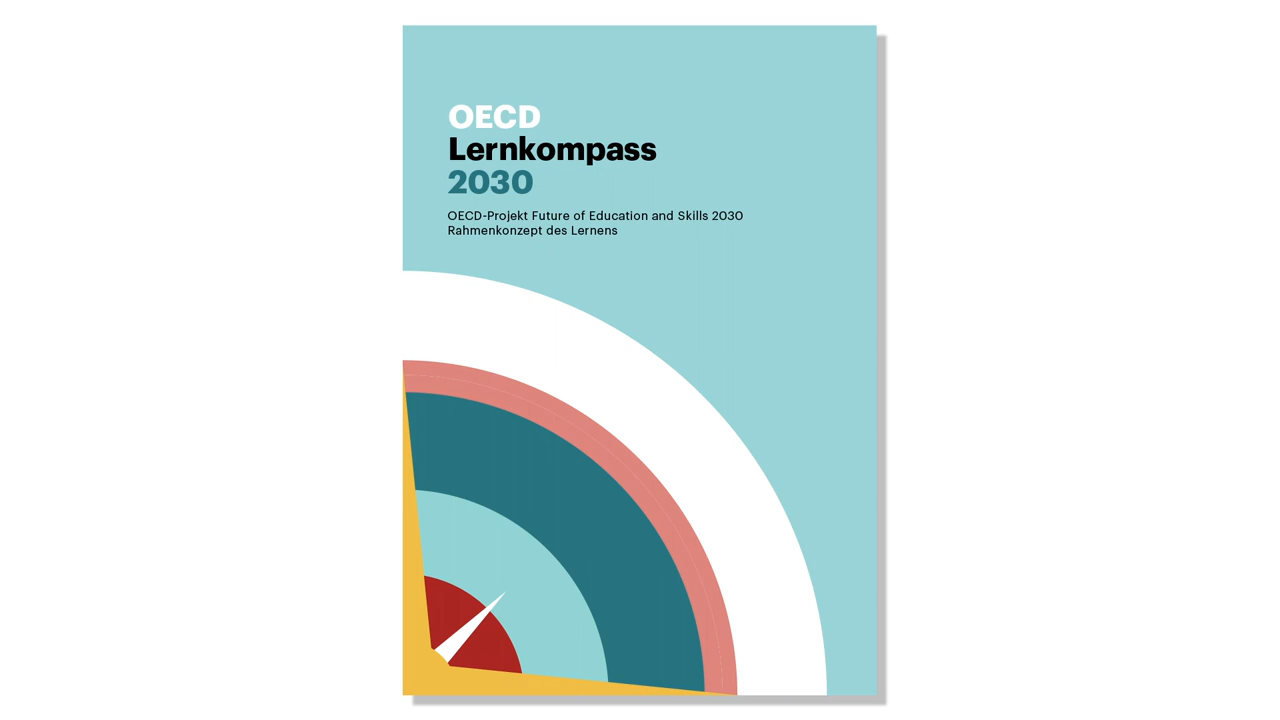 OECD
Lernkompass
2030
OECD-Projekt Future of Education and Skills 2030
Rahmenkonzept des Lernens